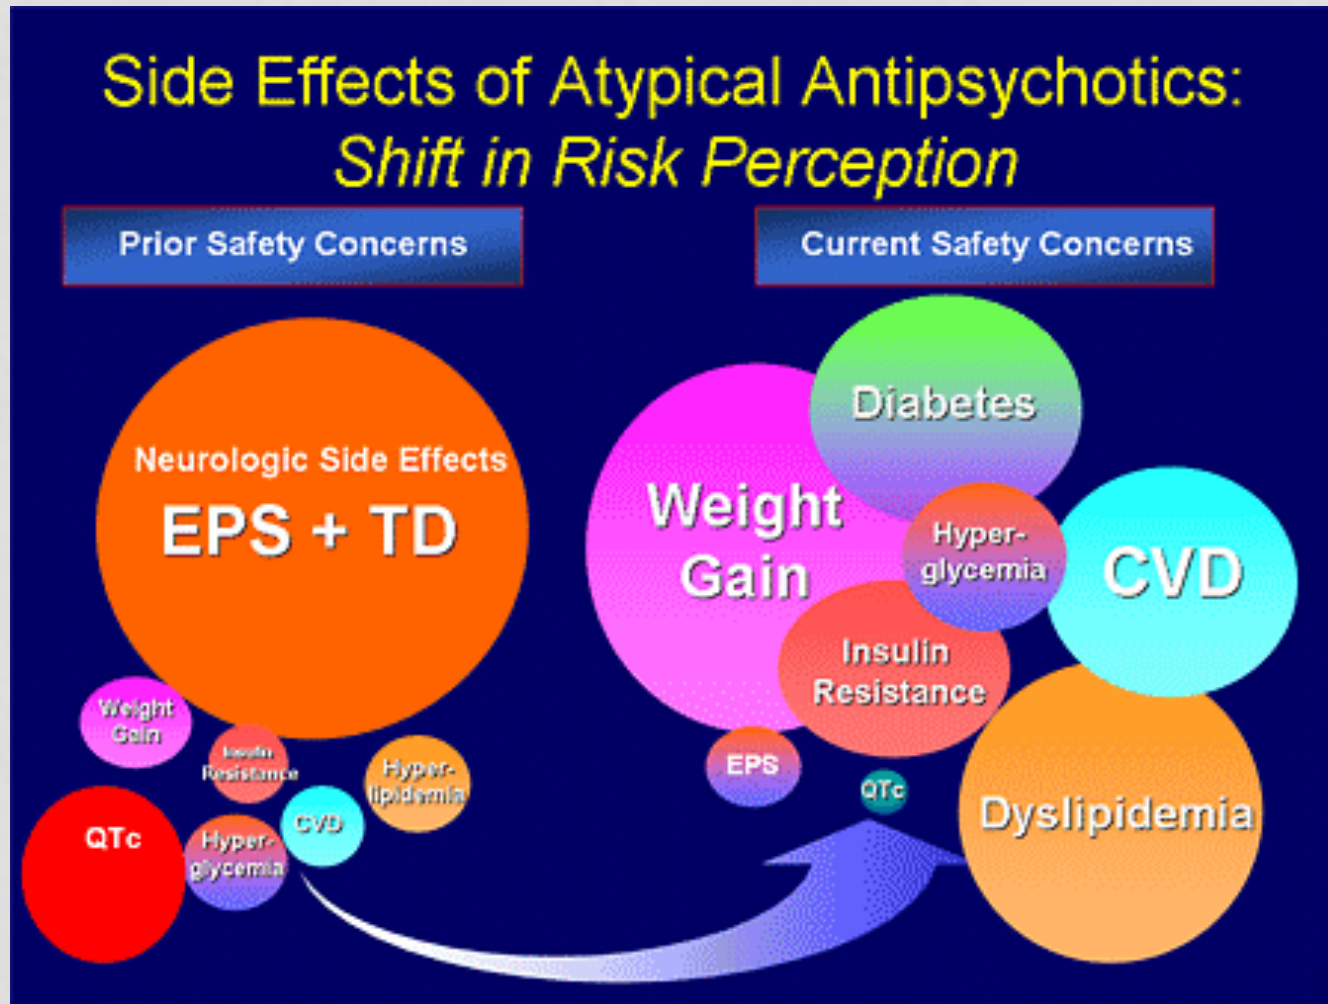 Side Effects of Atypical Antipsychotics:
Shift in Risk Perception
Prior Safety Concerns
Neurologic Side Effects
EPS + TD
Weight
Gain
Insulin
Resistance
Hyper-
lipidemia
QTc
Hyper-
glycemia
CVD
Current Safety Concerns
Diabetes
Weight
Gain
Hyper-
glycemia
CVD
Insulin
Resistance
EPS
QTc
Dyslipidemia